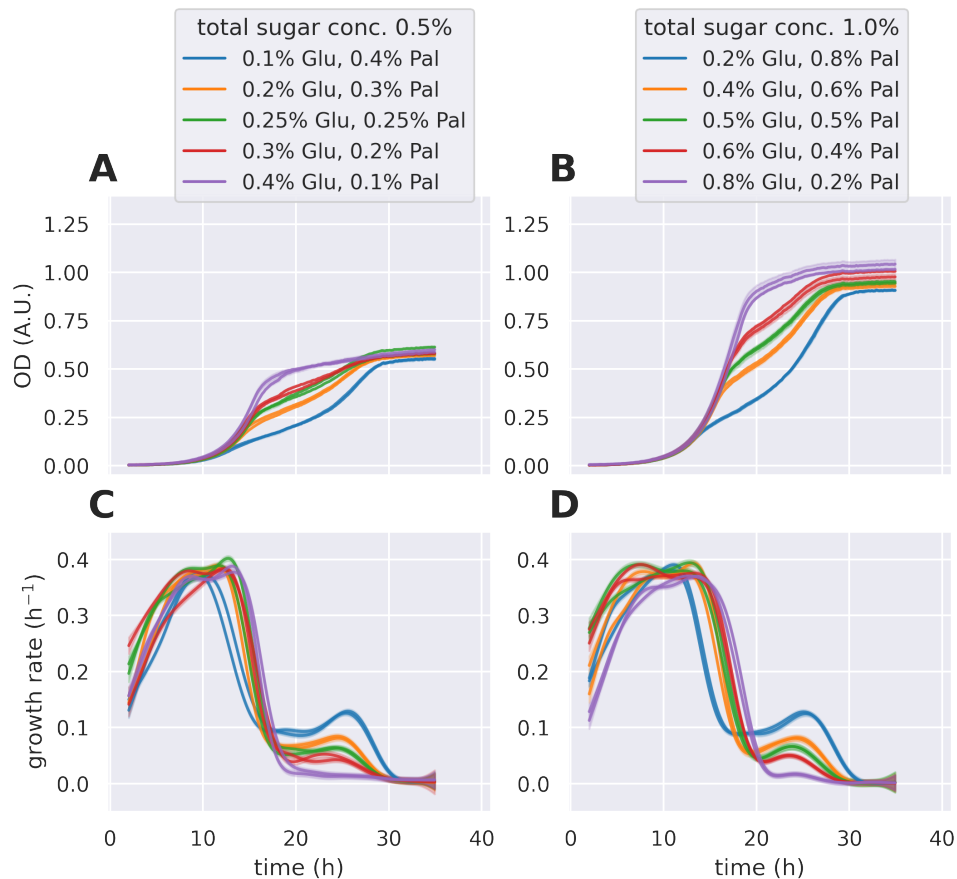 total sugar conc. 0.5%
0.1% Glu, 0.4% Pal
0.2% Glu, 0.3% Pal
0.25% Glu, 0.25% Pal
0.3% Glu, 0.2% Pal
0.4% Glu, 0.1% Pal
total sugar conc. 1.0%
0.2% Glu, 0.8% Pal
0.4% Glu, 0.6% Pal
0.5% Glu, 0.5% Pal
0.6% Glu, 0.4% Pal
0.8% Glu, 0.2% Pal
A
B
OD (A.U.)
1.25
1.00
0.75
0.50
0.25
0.00
1.25
1.00
0.75
0.50
0.25
0.00
C
D
growth rate (h⁻¹)
0.4
0.3
0.2
0.1
0.0
0.4
0.3
0.2
0.1
0.0
0 10 20 30 40
0 10 20 30 40
time (h)
time (h)